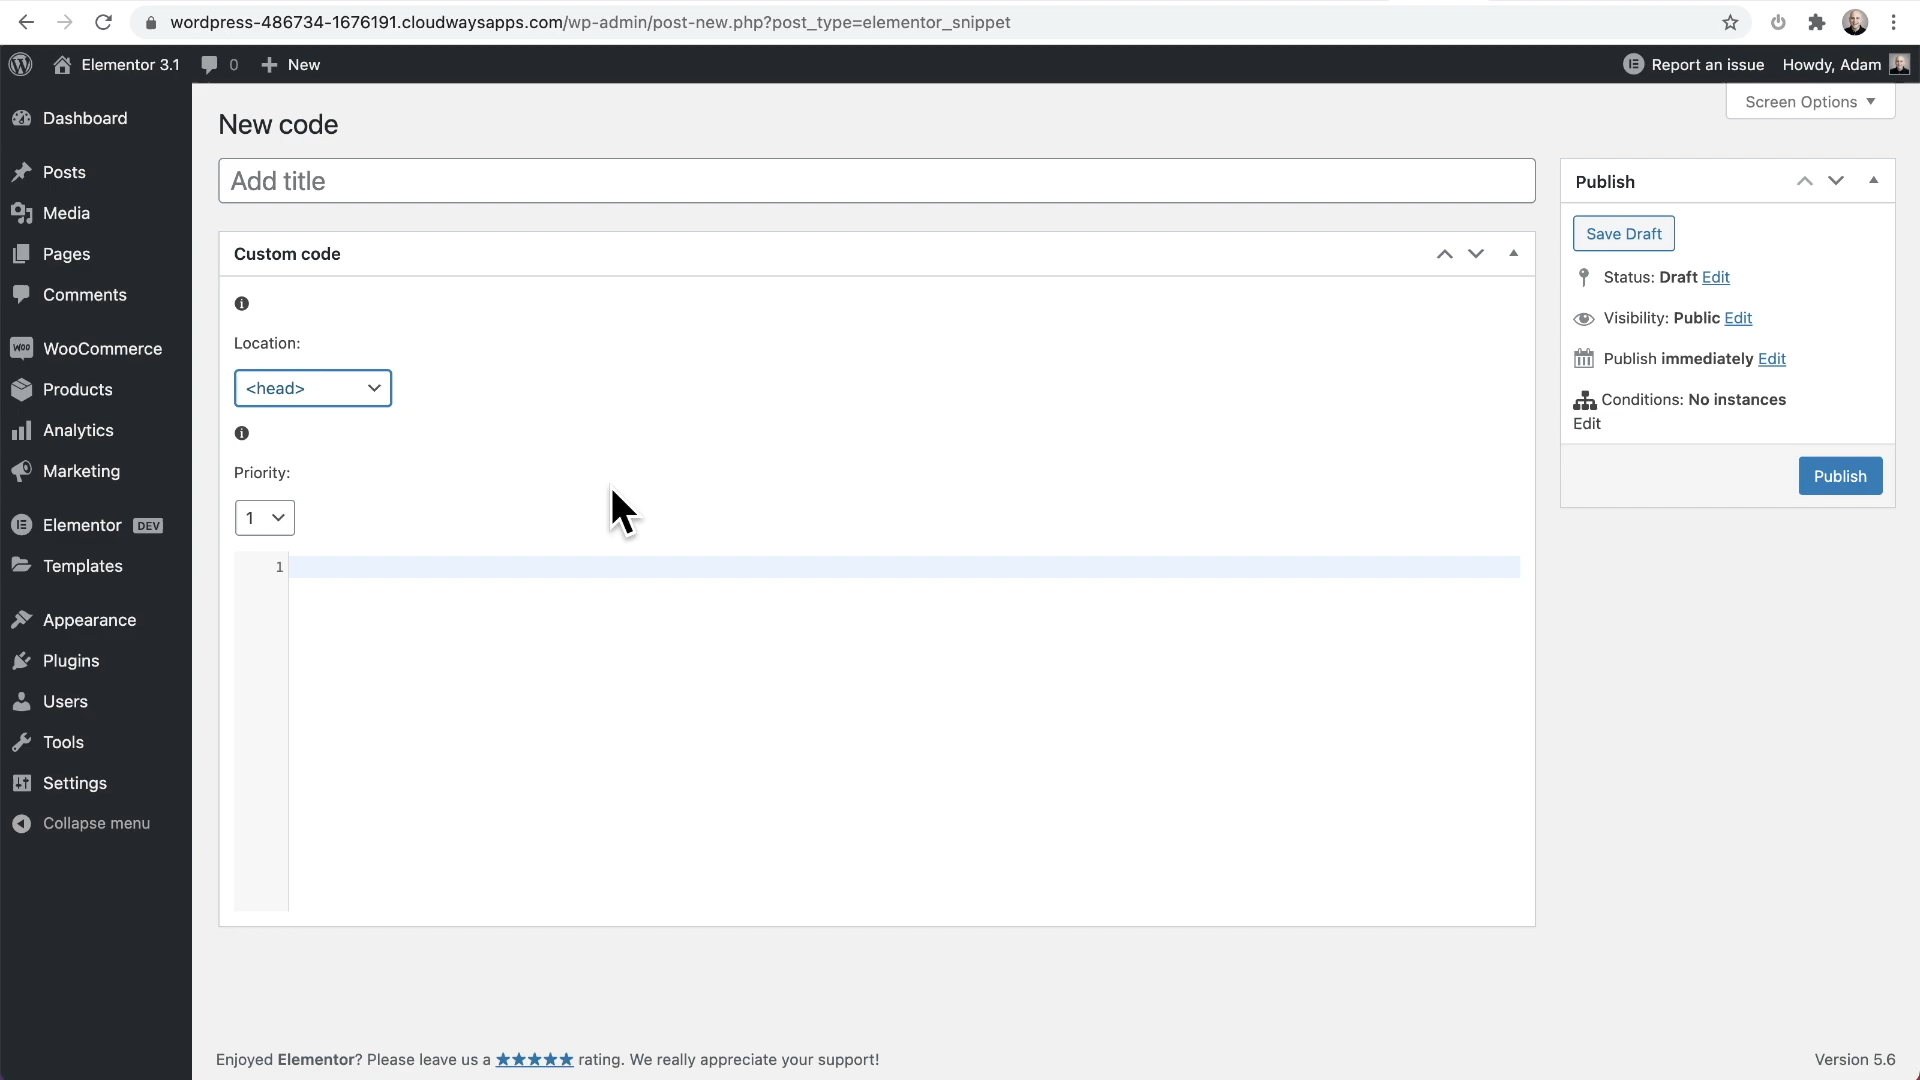 wordpress-486734-1676191.cloudwaysapps.com/wp-admin/post-new.php?post_type=elementor_snippet
Elementor 3.1
0
New
Report an issue
Howdy, Adam
Screen Options
Dashboard
Posts
Media
Pages
Comments
WOO
WooCommerce
Products
Analytics
Marketing
Elementor DEV
Templates
Appearance
Plugins
Users
Tools
Settings
Collapse menu
New code
Add title
Custom code
Location:
<head>
Priority:
1
1
Publish
Save Draft
Status: Draft Edit
Visibility: Public Edit
Publish immediately Edit
Conditions: No instances
Edit
Publish
Enjoyed Elementor? Please leave us a ★★★★★ rating. We really appreciate your support!
Version 5.6